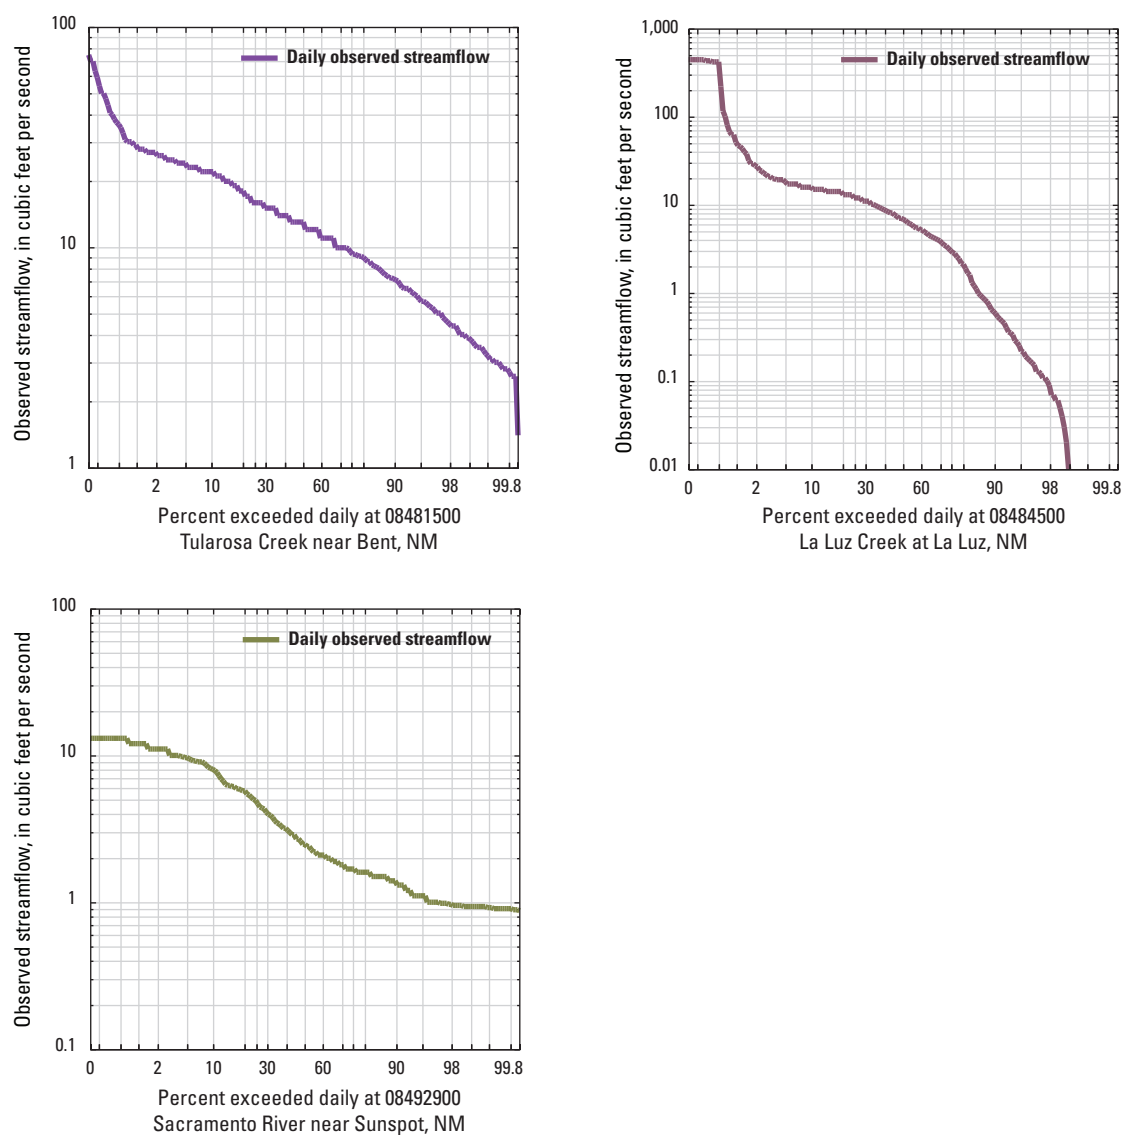 100
10
1
Observed streamflow, in cubic feet per second
Daily observed streamflow
0 2 10 30 60 90 98 99.8
Percent exceeded daily at 08481500
Tularosa Creek near Bent, NM
1,000
100
10
1
0.1
0.01
Observed streamflow, in cubic feet per second
Daily observed streamflow
0 2 10 30 60 90 98 99.8
Percent exceeded daily at 08484500
La Luz Creek at La Luz, NM
100
10
1
0.1
Observed streamflow, in cubic feet per second
Daily observed streamflow
0 2 10 30 60 90 98 99.8
Percent exceeded daily at 08492900
Sacramento River near Sunspot, NM